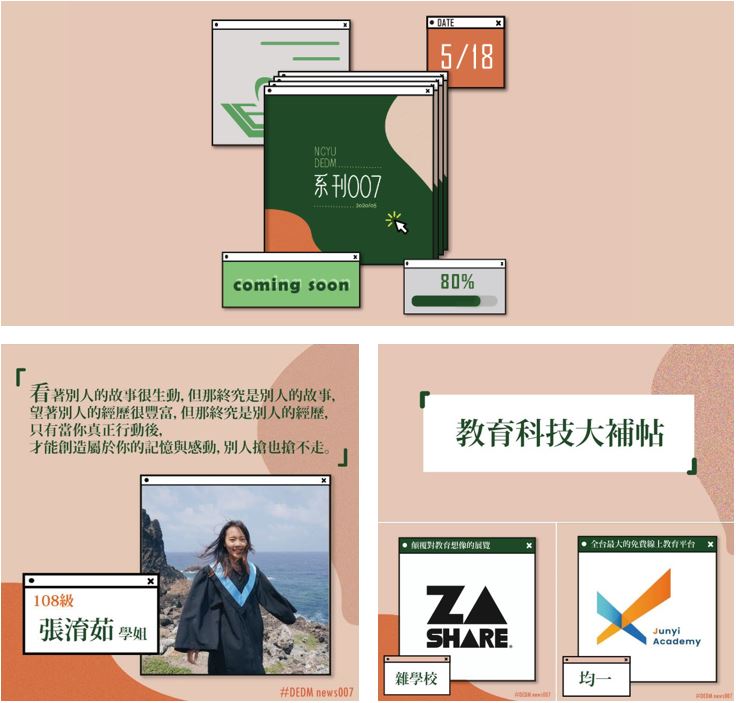 DATE
5/18
NCYU
DEDM
系刊007
2020/05
coming soon
80%
「看著別人的故事很生動，但那終究是別人的故事，
望著別人的經歷很豐富，但那終究是別人的經歷，
只有當你真正行動後，
才能創造屬於你的記憶與感動，別人搶也搶不走。」
108級
張淯茹 學姐
#DEDM news007
「教育科技大補帖」
顛覆對教育想像的展覽
ZA
SHARE.
雜學校
#DEDM news007
全台最大的免費線上教育平台
Junyi
Academy
均一
#DEDM news007